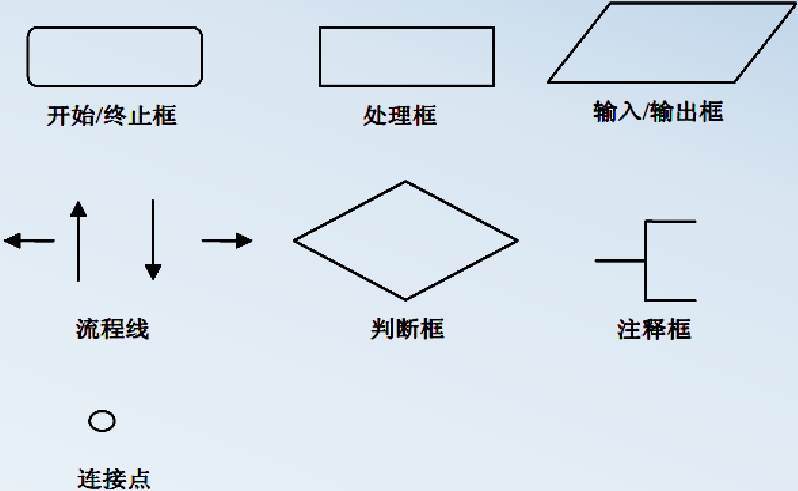 开始/终止框
处理框
输入/输出框
流程线
判断框
注释框
连接点